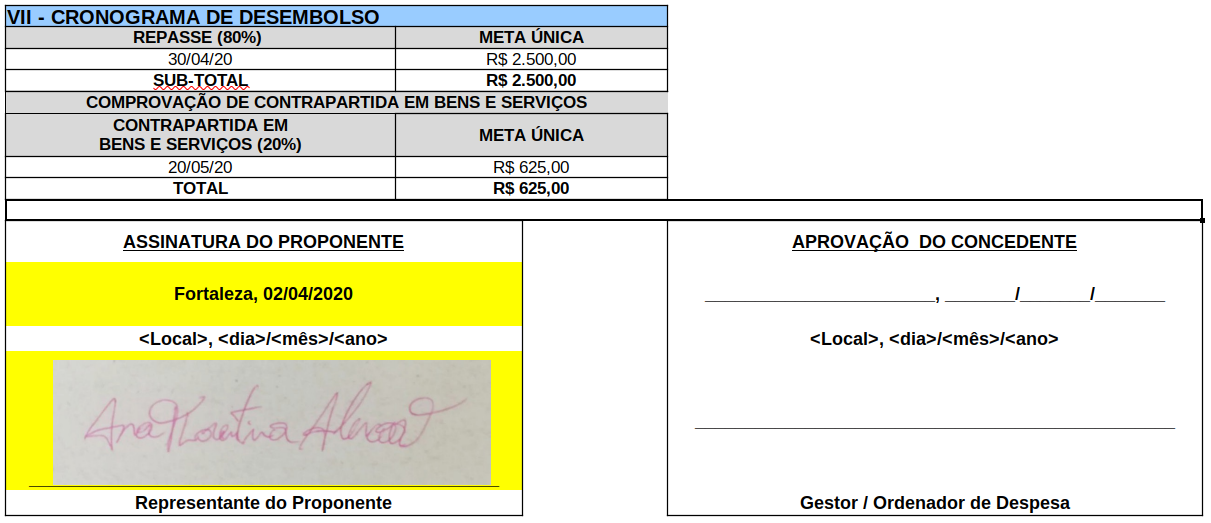 VII - CRONOGRAMA DE DESEMBOLSO
REPASSE (80%) META ÚNICA
30/04/20 R$ 2.500,00
SUB-TOTAL R$ 2.500,00
COMPROVAÇÃO DE CONTRAPARTIDA EM BENS E SERVIÇOS
CONTRAPARTIDA EM
BENS E SERVIÇOS (20%) META ÚNICA
20/05/20 R$ 625,00
TOTAL R$ 625,00
ASSINATURA DO PROPONENTE
Fortaleza, 02/04/2020
<Local>, <dia>/<mês>/<ano>
Ana
Representante do Proponente
APROVAÇÃO DO CONCEDENTE
_______________________, _______/_______/_______
<Local>, <dia>/<mês>/<ano>
Gestor / Ordenador de Despesa